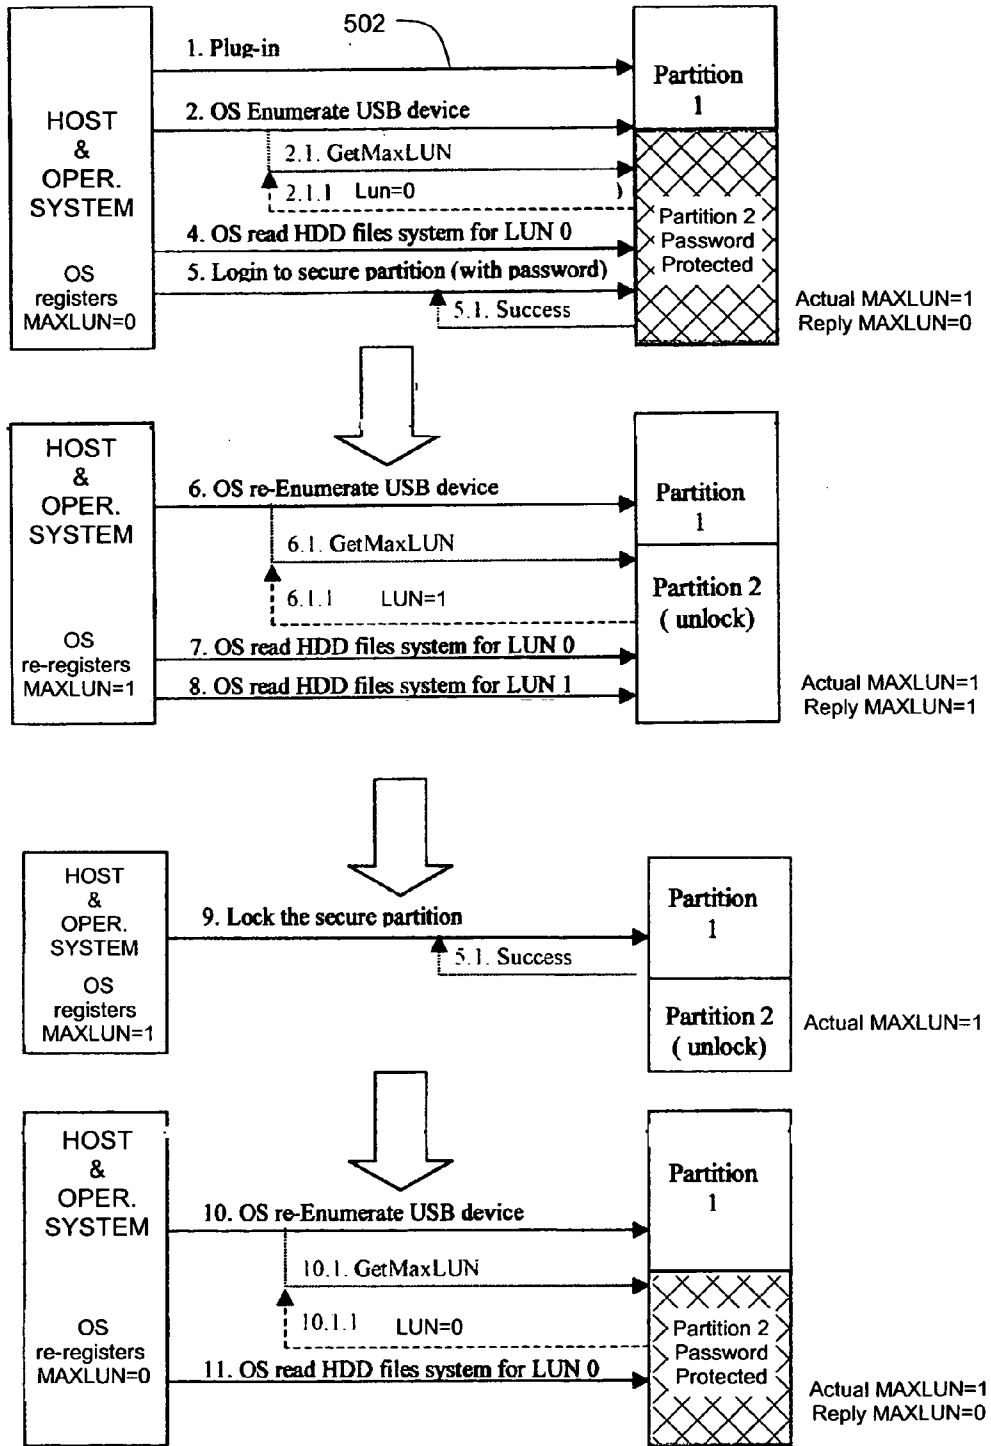 502
1. Plug-in
2. OS Enumerate USB device
2.1. GetMaxLUN
2.1.1 Lun=0 )
4. OS read HDD files system for LUN 0
5. Login to secure partition (with password)
5.1. Success
HOST
&
OPER.
SYSTEM
OS
registers
MAXLUN=0
Partition
1
Partition 2
Password
Protected
Actual MAXLUN=1
Reply MAXLUN=0
HOST
&
OPER.
SYSTEM
OS
re-registers
MAXLUN=1
6. OS re-Enumerate USB device
6.1. GetMaxLUN
6.1.1 LUN=1
7. OS read HDD files system for LUN 0
8. OS read HDD files system for LUN 1
Partition
1
Partition 2
( unlock)
Actual MAXLUN=1
Reply MAXLUN=1
HOST
&
OPER.
SYSTEM
OS
registers
MAXLUN=1
9. Lock the secure partition
5.1. Success
Partition
1
Partition 2
( unlock)
Actual MAXLUN=1
HOST
&
OPER.
SYSTEM
OS
re-registers
MAXLUN=0
10. OS re-Enumerate USB device
10.1. GetMaxLUN
10.1.1 LUN=0
11. OS read HDD files system for LUN 0
Partition
1
Partition 2
Password
Protected
Actual MAXLUN=1
Reply MAXLUN=0